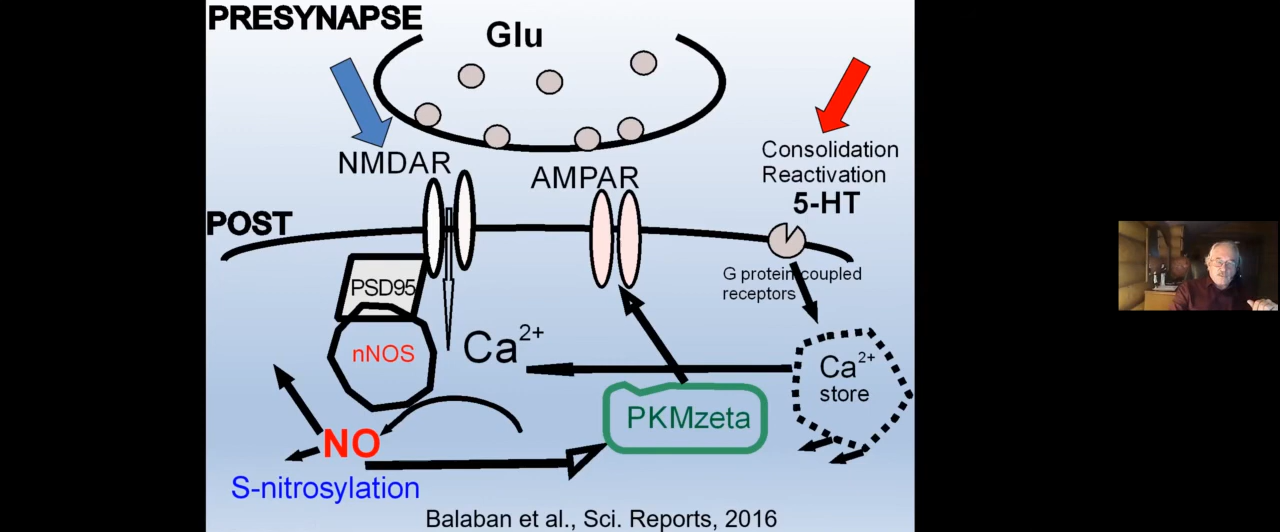 PRESYNAPSE
Glu
NMDAR
AMPAR
Consolidation
Reactivation
5-HT
POST
G protein coupled
receptors
PSD95
nNOS
Ca2+
Ca2+
store
PKMzeta
NO
S-nitrosylation
Balaban et al., Sci. Reports, 2016